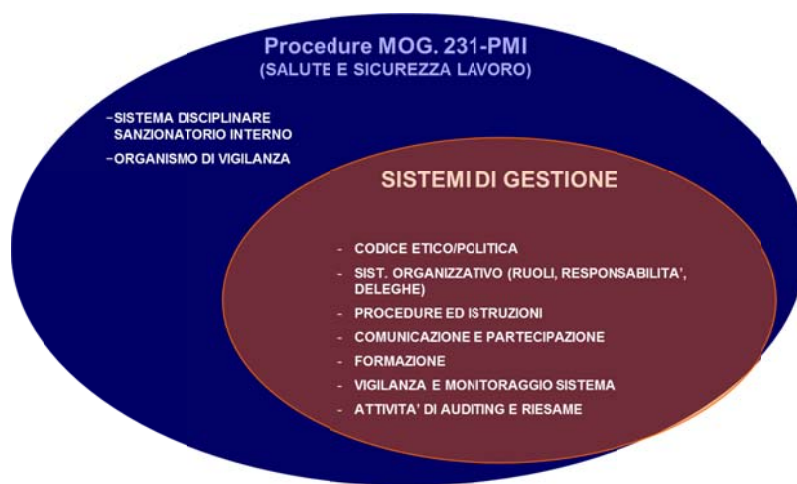 Procedure MOG. 231-PMI
(SALUTE E SICUREZZA LAVORO)
–SISTEMA DISCIPLINARE
SANZIONATORIO INTERNO
–ORGANISMO DI VIGILANZA
SISTEMI DI GESTIONE
- CODICE ETICO/POLITICA
- SIST. ORGANIZZATIVO (RUOLI, RESPONSABILITA’,
DELEGHE)
- PROCEDURE ED ISTRUZIONI
- COMUNICAZIONE E PARTECIPAZIONE
- FORMAZIONE
- VIGILANZA E MONITORAGGIO SISTEMA
- ATTIVITA’ DI AUDITING E RIESAME